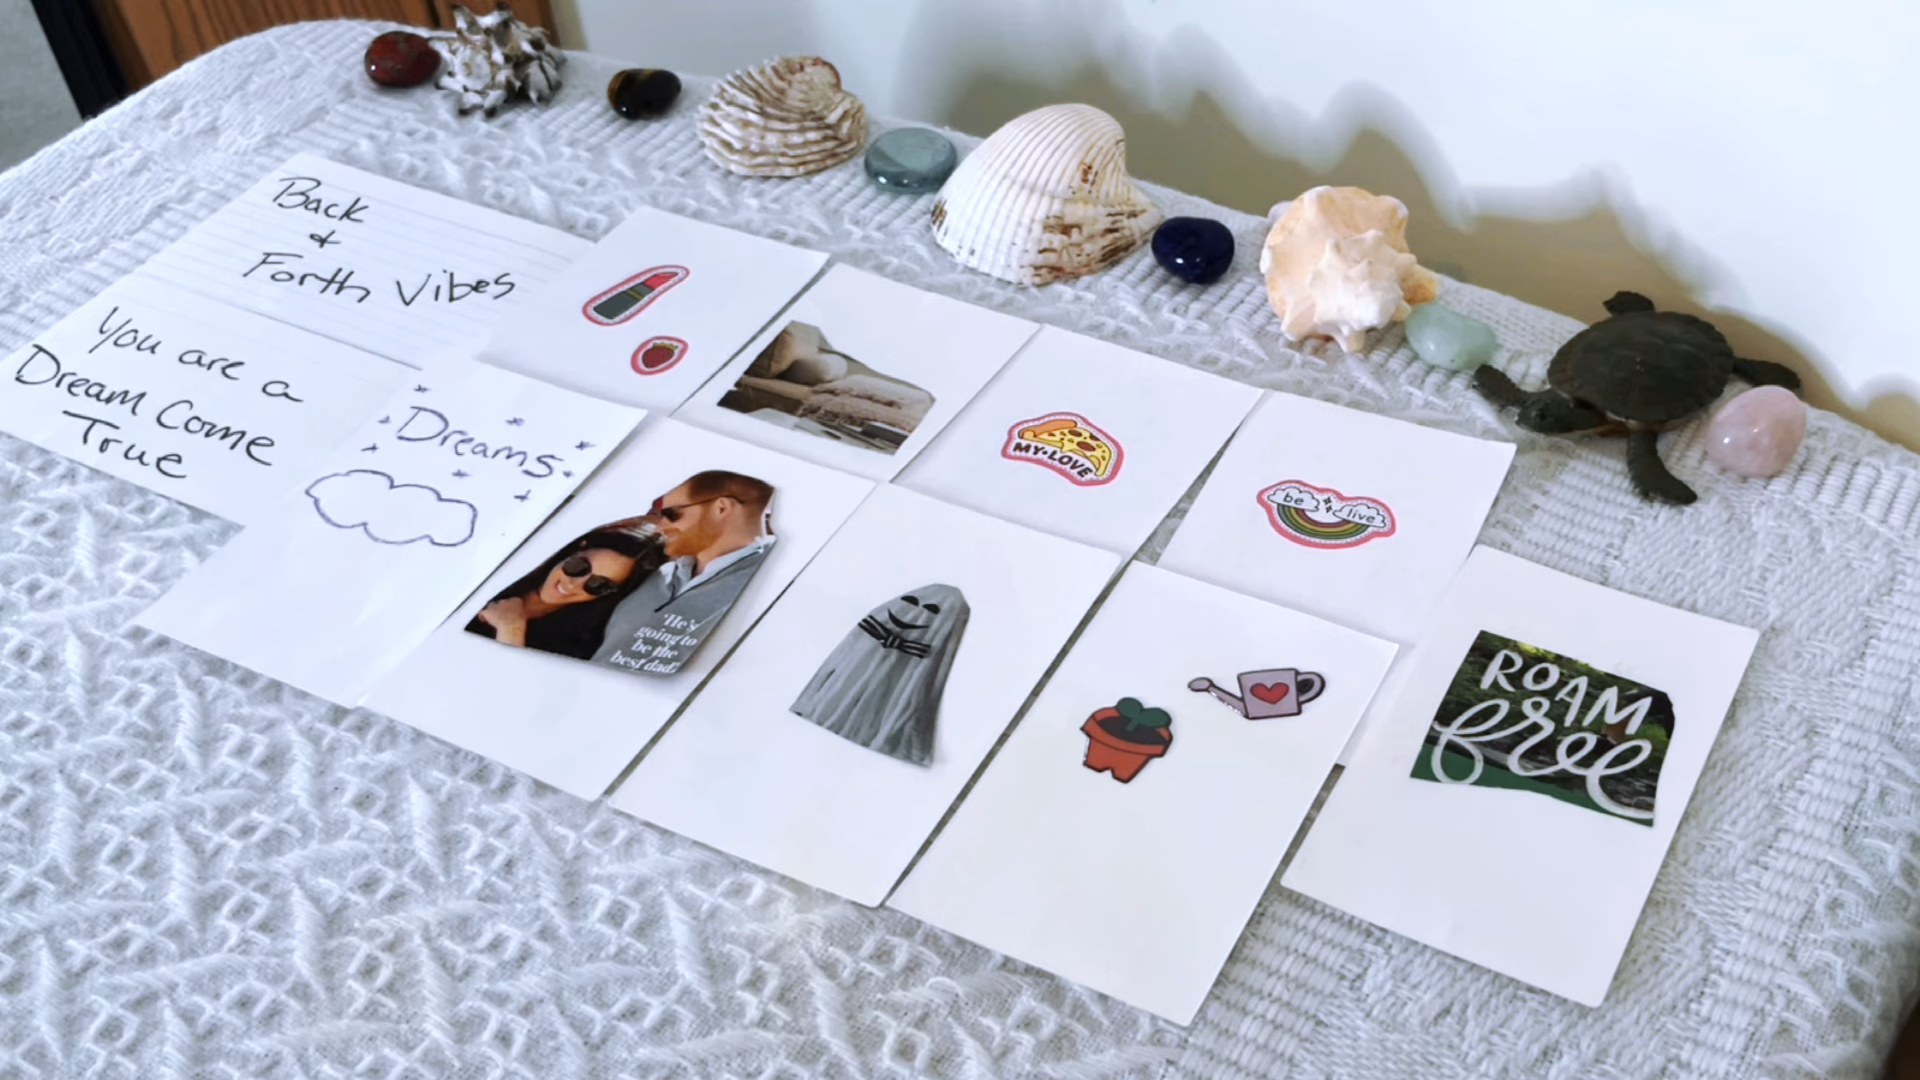 Back
&
Forth Vibes
You are a
Dream Come
True
Dreams
MY•LOVE
be
live
'He's
going to
be the
best dad'
ROAM
free